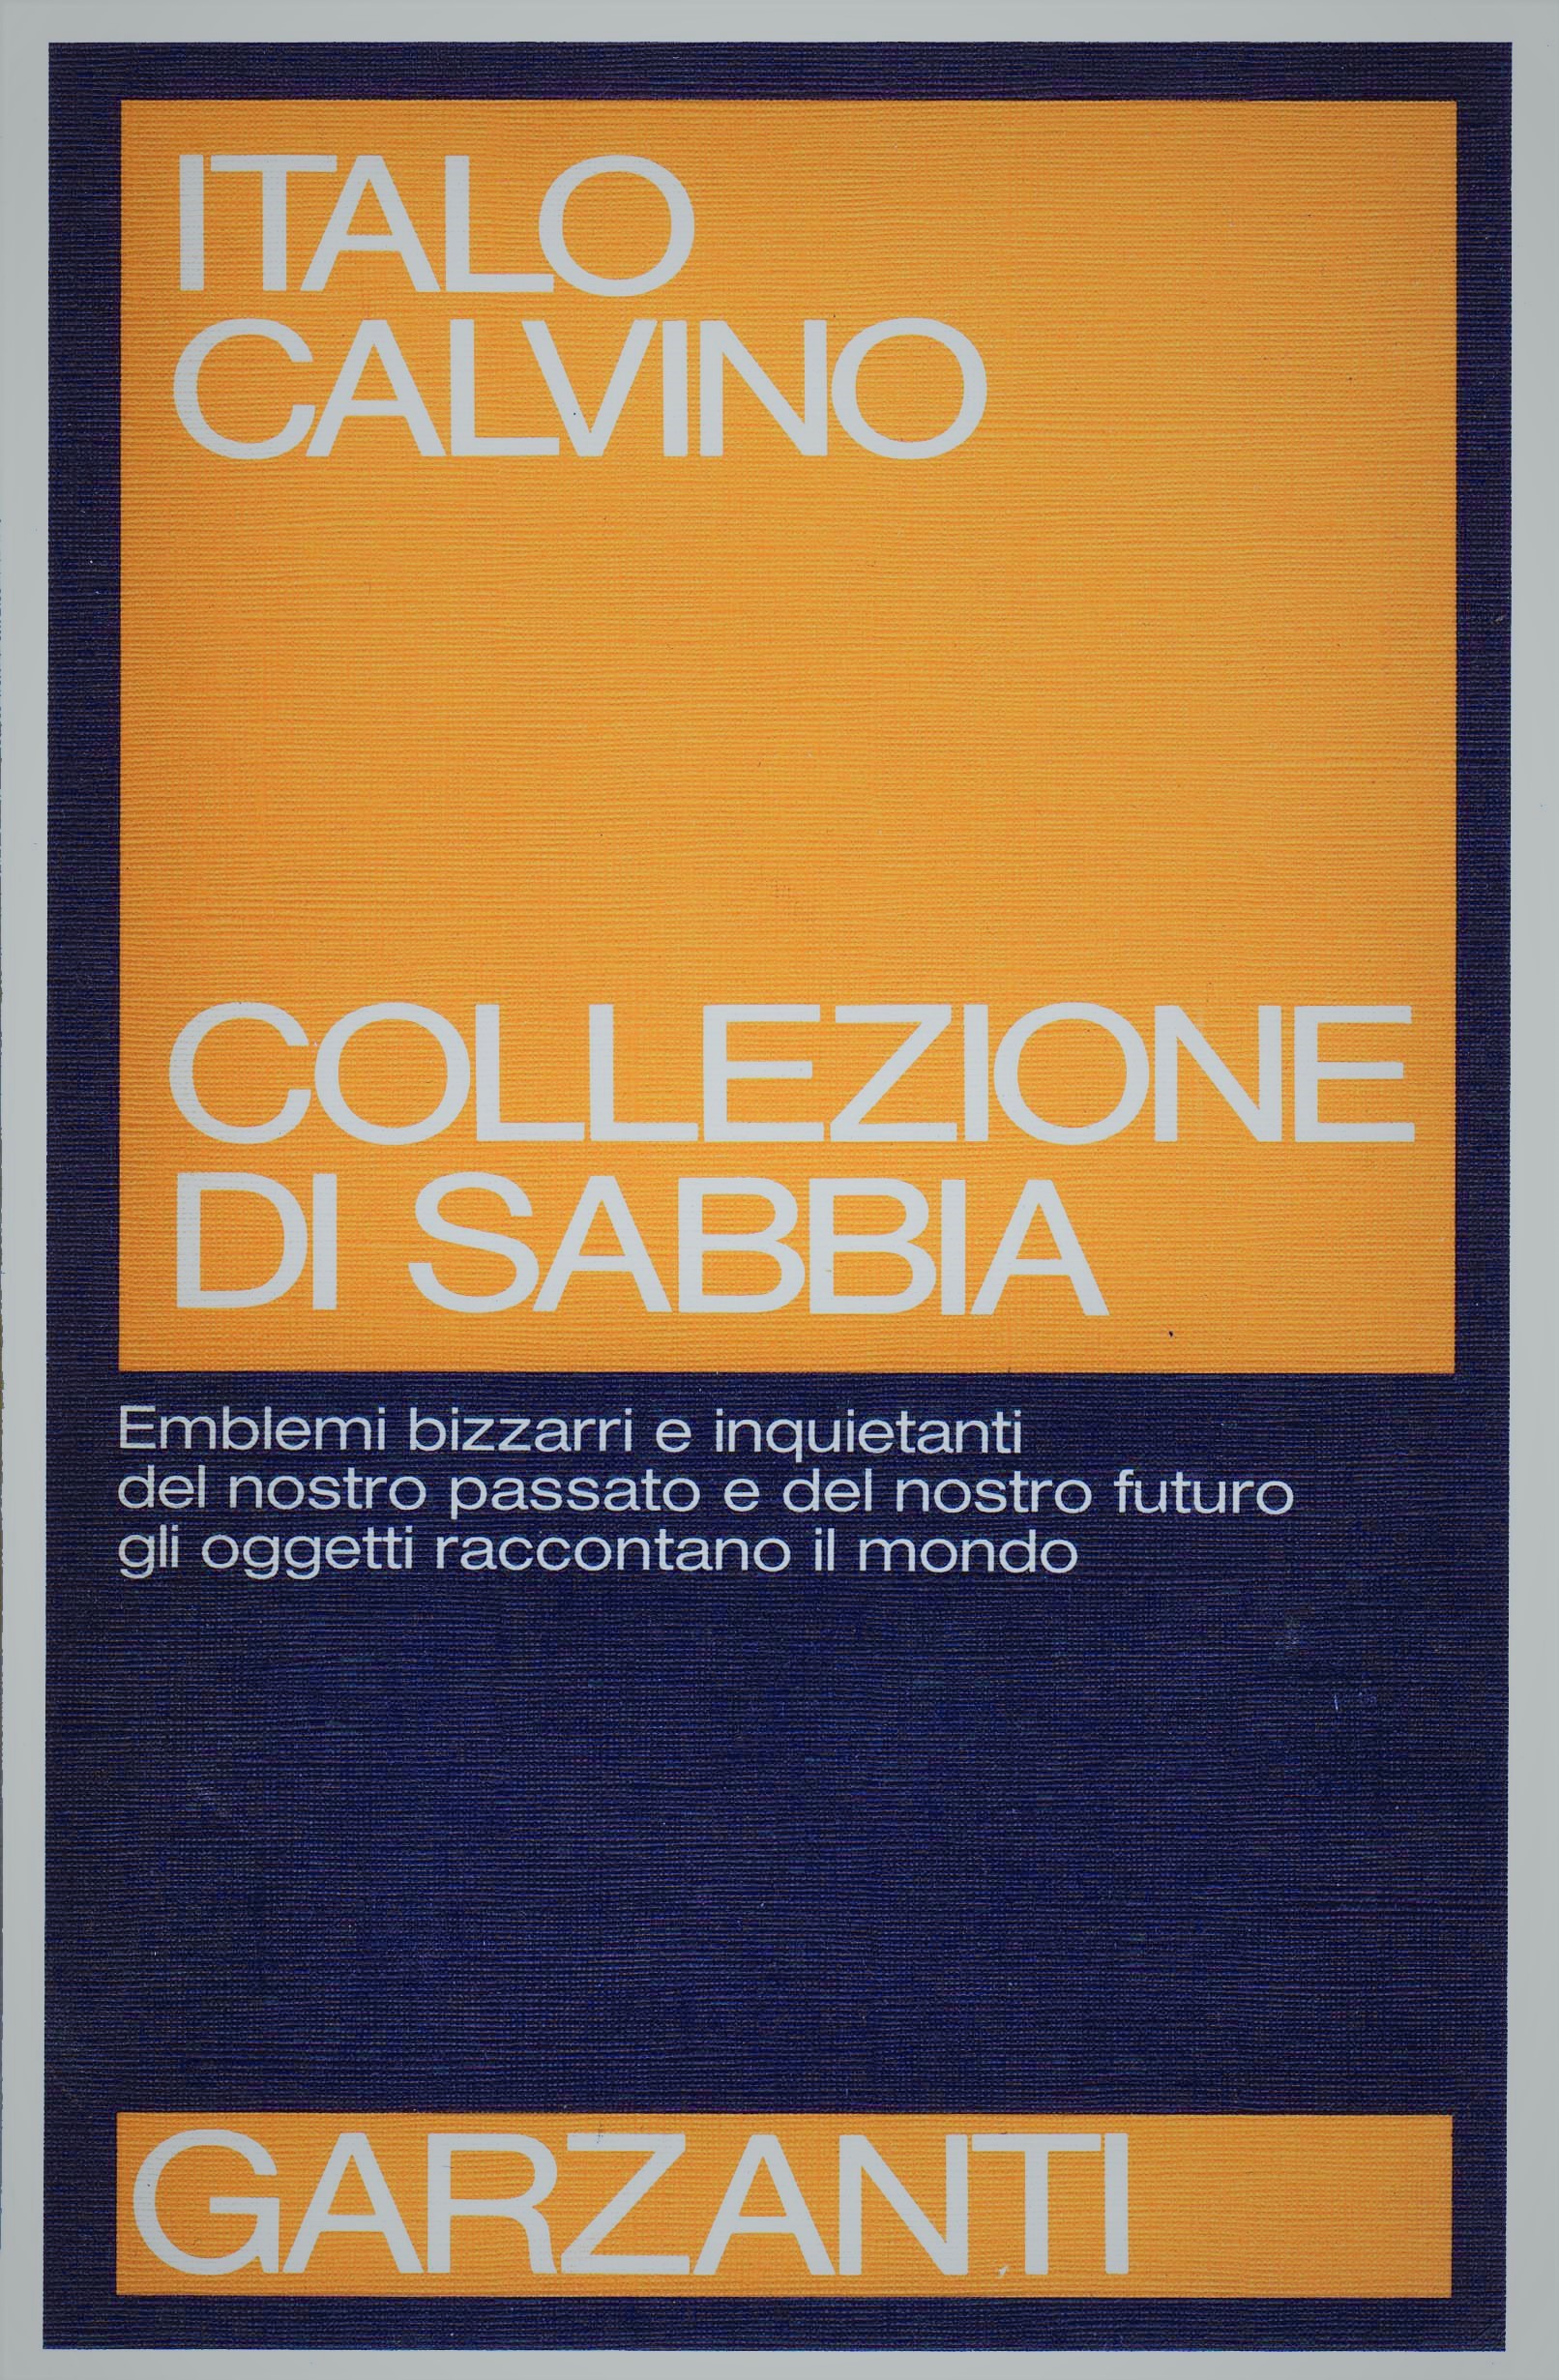 ITALO
CALVINO
COLLEZIONE
DI SABBIA
Emblemi bizzarri e inquietanti
del nostro passato e del nostro futuro
gli oggetti raccontano il mondo
GARZANTI